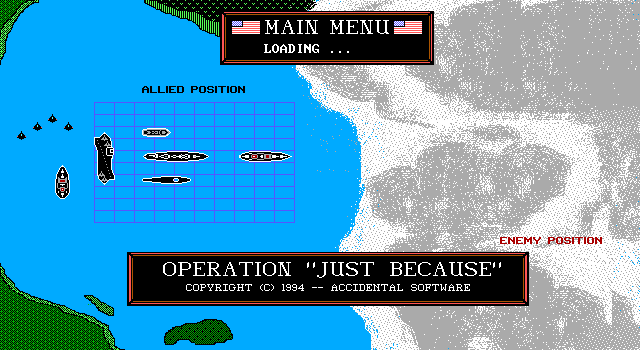 MAIN MENU
LOADING ...
ALLIED POSITION
ENEMY POSITION
OPERATION "JUST BECAUSE"
COPYRIGHT (C) 1994 -- ACCIDENTAL SOFTWARE